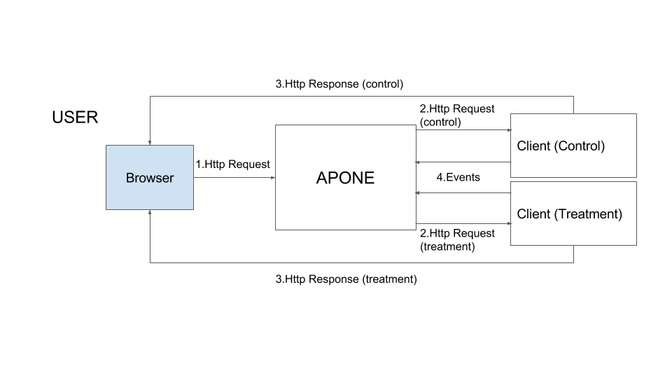 3.Http Response (control)
USER
2.Http Request
(control)
Client (Control)
1.Http Request
Browser
APONE
4.Events
Client (Treatment)
2.Http Request
(treatment)
3.Http Response (treatment)